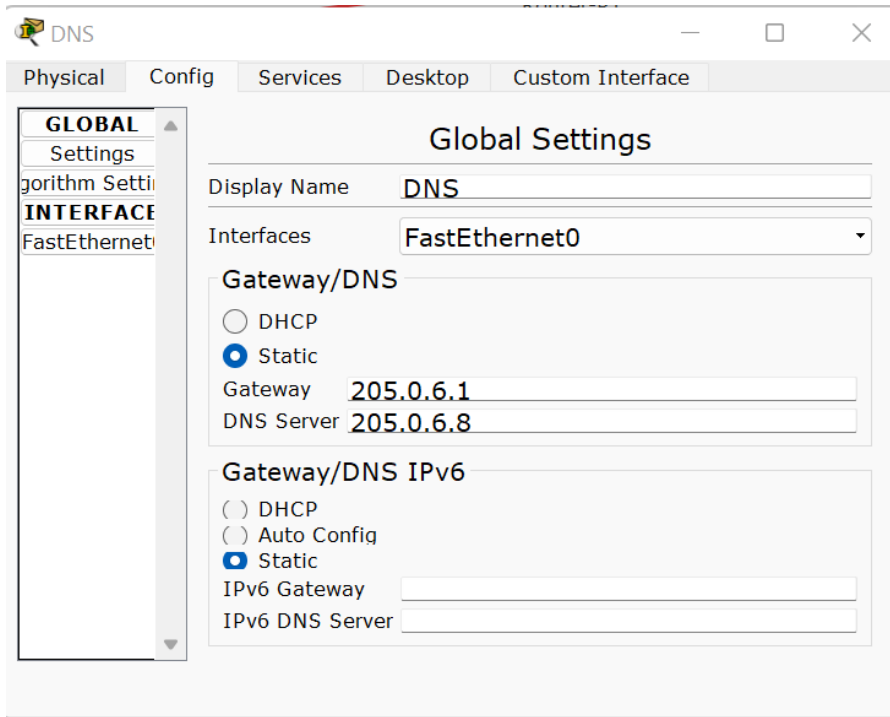 DNS
Physical Config Services Desktop Custom Interface
GLOBAL
Settings
gorithm Settin
INTERFACE
FastEthernet0
Global Settings
Display Name DNS
Interfaces FastEthernet0
Gateway/DNS
DHCP
Static
Gateway 205.0.6.1
DNS Server 205.0.6.8
Gateway/DNS IPv6
DHCP
Auto Config
Static
IPv6 Gateway
IPv6 DNS Server